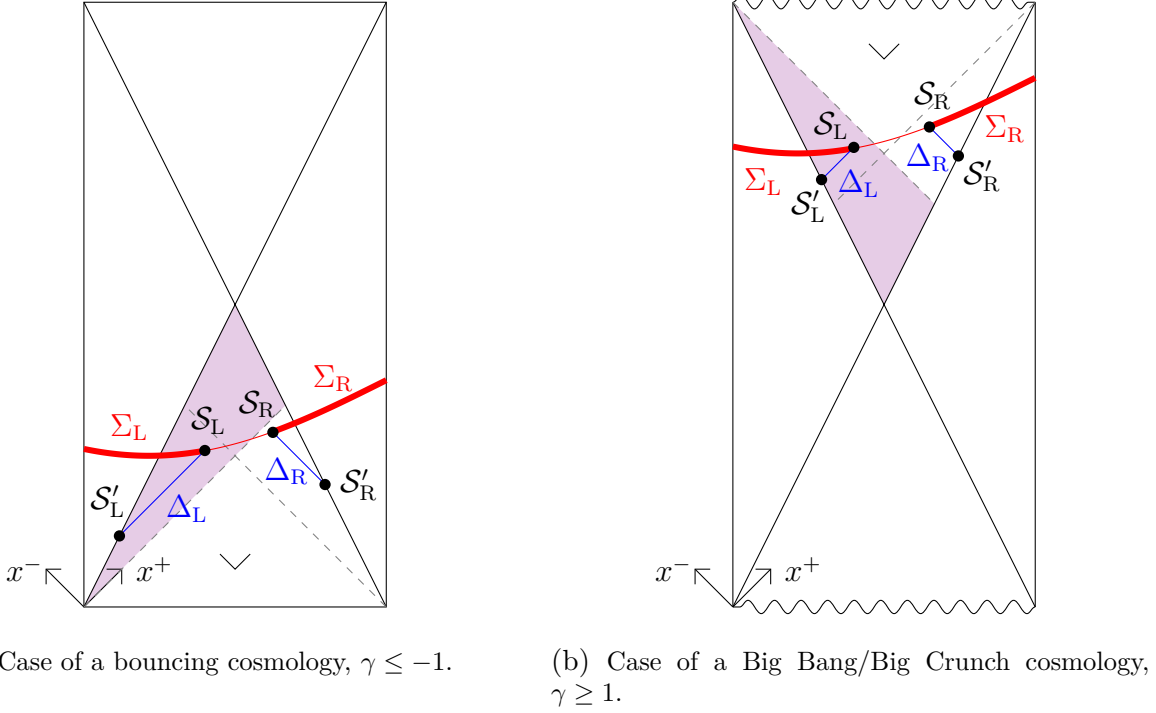 Σ_L
𝒮_L
𝒮_R
Σ_R
𝒮′_L
Δ_L
Δ_R
𝒮′_R
x⁻
x⁺
Case of a bouncing cosmology, γ ≤ −1.
𝒮_L
𝒮_R
Σ_L
Σ_R
𝒮′_L
Δ_L
Δ_R
𝒮′_R
x⁻
x⁺
(b) Case of a Big Bang/Big Crunch cosmology,
γ ≥ 1.